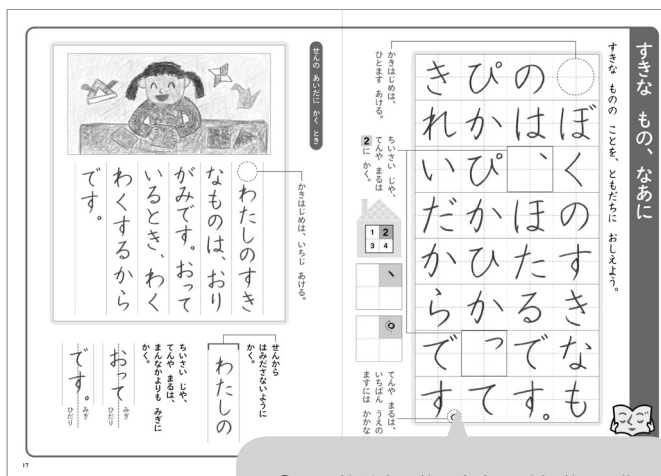 すきな もの、なあに
すきな ものの ことを、ともだちに おしえよう。
ぼくのすきなも
のは、ほたるです。
ぴかぴかひかって
きれいだからです。
かきはじめは、
ひとます あける。
ちいさい じや、
てんや まるは
2に かく。
1 2
3 4
、
。
てんや まるは、
いちばん うえの
ますには かかな
せんの あいだに かく とき
かきはじめは、いちじ あける。
わたしのすき
なものは、おり
がみです。おって
いるとき、わく
わくするから
です。
せんから
はみださないように
かく。
わたしの
ちいさい じや、
てんや まるは、
まんなかよりも みぎに
かく。
おって
みぎ
ひだり
です。
みぎ
ひだり
17